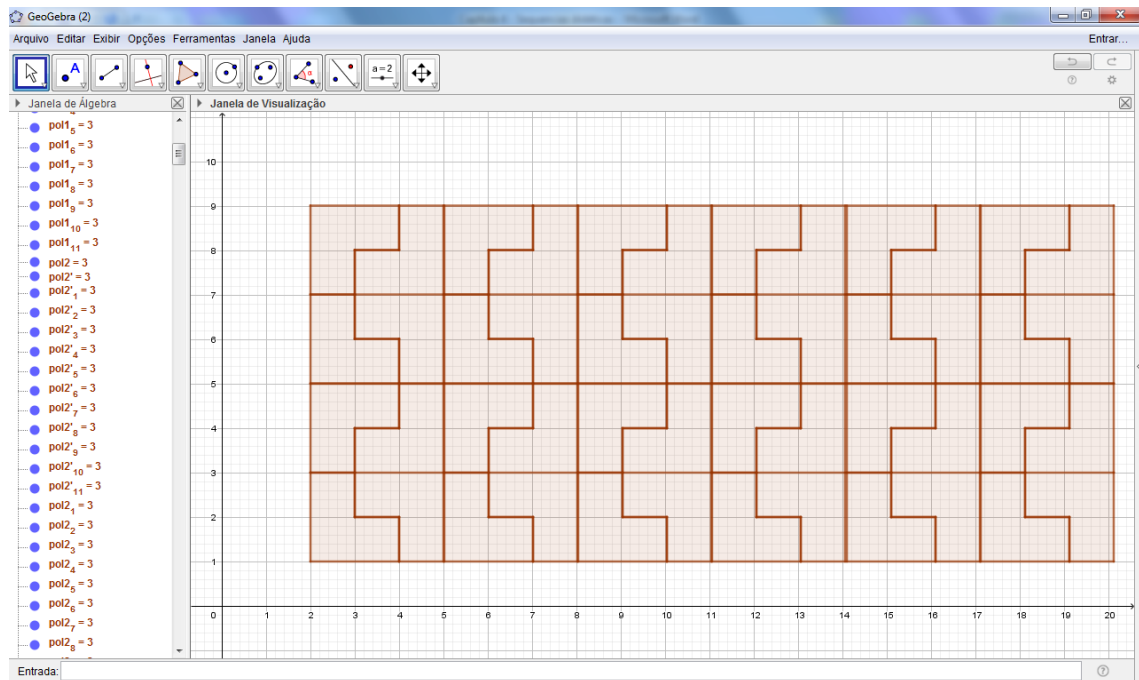 GeoGebra (2)
Arquivo Editar Exibir Opções Ferramentas Janela Ajuda Entrar...
A α a=2
Janela de Álgebra
Janela de Visualização
pol1₅ = 3
pol1₆ = 3
pol1₇ = 3
pol1₈ = 3
pol1₉ = 3
pol1₁₀ = 3
pol1₁₁ = 3
pol2 = 3
pol2' = 3
pol2'₁ = 3
pol2'₂ = 3
pol2'₃ = 3
pol2'₄ = 3
pol2'₅ = 3
pol2'₆ = 3
pol2'₇ = 3
pol2'₈ = 3
pol2'₉ = 3
pol2'₁₀ = 3
pol2'₁₁ = 3
pol2₁ = 3
pol2₂ = 3
pol2₃ = 3
pol2₄ = 3
pol2₅ = 3
pol2₆ = 3
pol2₇ = 3
pol2₈ = 3
10
9
8
7
6
5
4
3
2
1
0 1 2 3 4 5 6 7 8 9 10 11 12 13 14 15 16 17 18 19 20
Entrada: